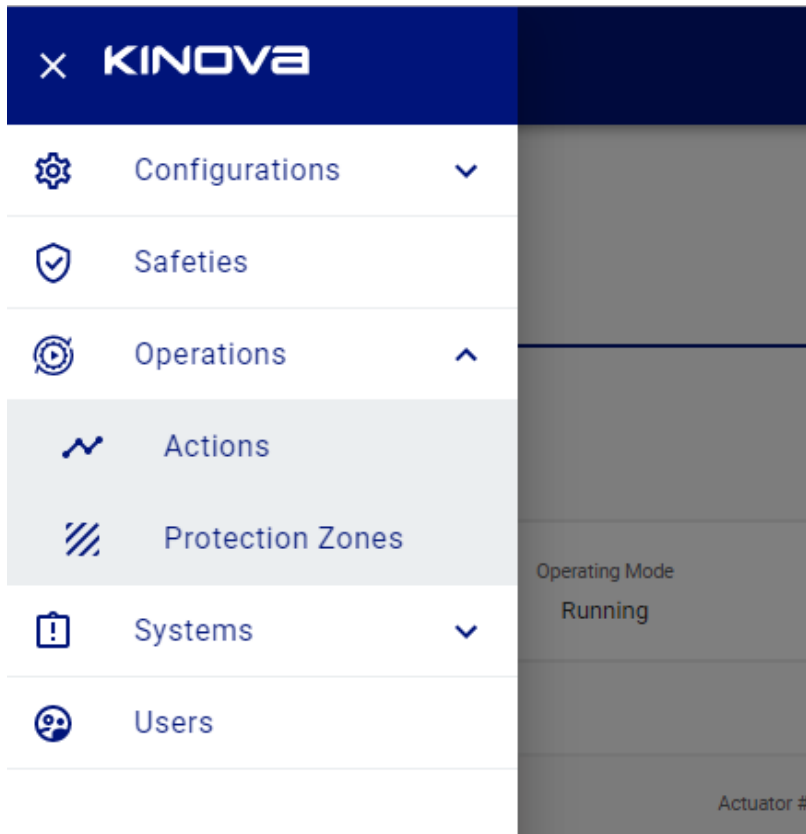 KINOVA
Configurations
Safeties
Operations
Actions
Protection Zones
Operating Mode
Running
Systems
Users
Actuator #